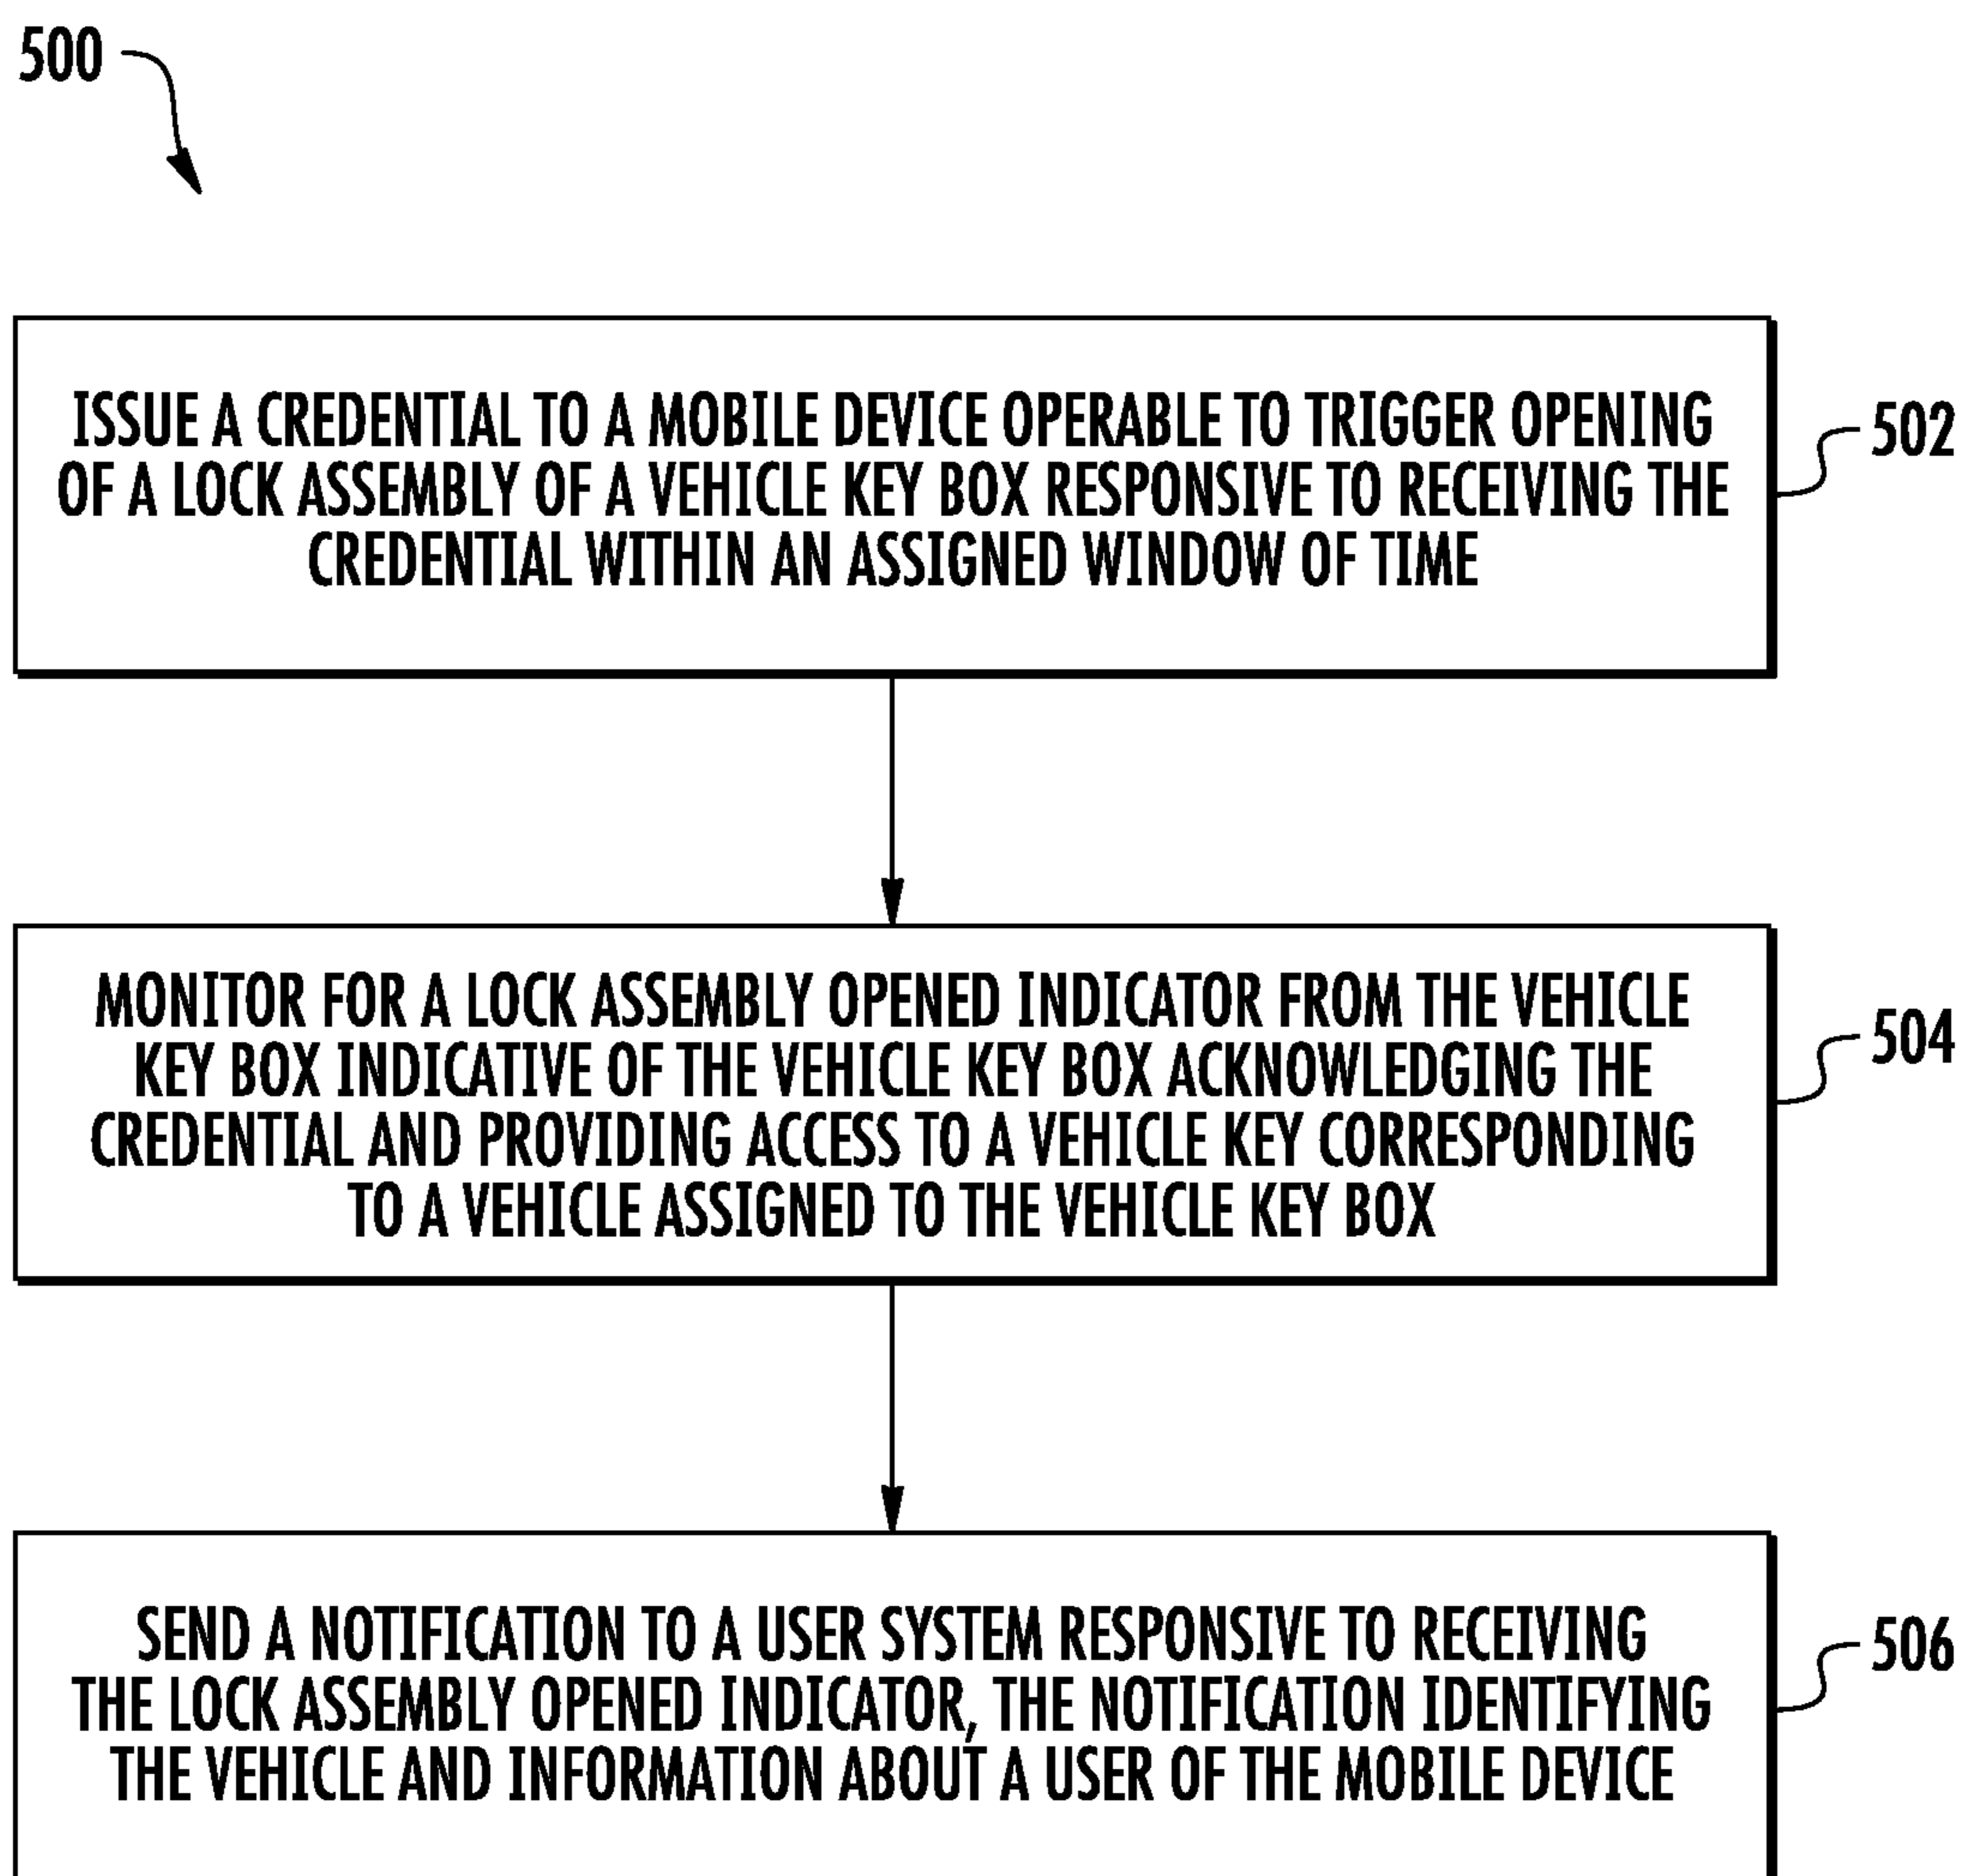 500
ISSUE A CREDENTIAL TO A MOBILE DEVICE OPERABLE TO TRIGGER OPENING
OF A LOCK ASSEMBLY OF A VEHICLE KEY BOX RESPONSIVE TO RECEIVING THE
CREDENTIAL WITHIN AN ASSIGNED WINDOW OF TIME
502
MONITOR FOR A LOCK ASSEMBLY OPENED INDICATOR FROM THE VEHICLE
KEY BOX INDICATIVE OF THE VEHICLE KEY BOX ACKNOWLEDGING THE
CREDENTIAL AND PROVIDING ACCESS TO A VEHICLE KEY CORRESPONDING
TO A VEHICLE ASSIGNED TO THE VEHICLE KEY BOX
504
SEND A NOTIFICATION TO A USER SYSTEM RESPONSIVE TO RECEIVING
THE LOCK ASSEMBLY OPENED INDICATOR, THE NOTIFICATION IDENTIFYING
THE VEHICLE AND INFORMATION ABOUT A USER OF THE MOBILE DEVICE
506